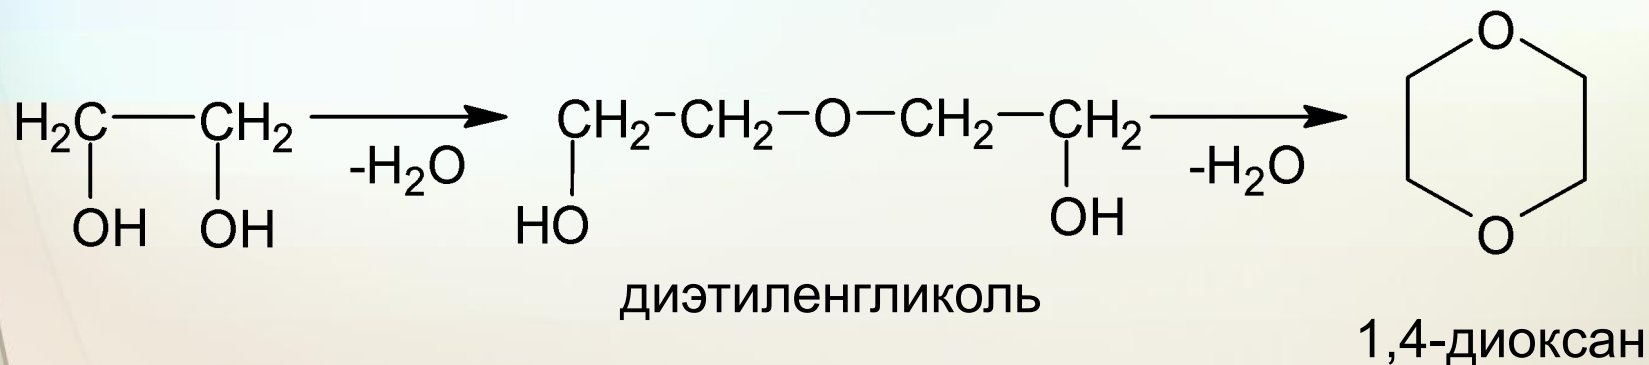 H₂C CH₂ CH₂-CH₂-O-CH₂-CH₂ O
-H₂O -H₂O
OH OH HO OH O
диэтиленгликоль
1,4-диоксан